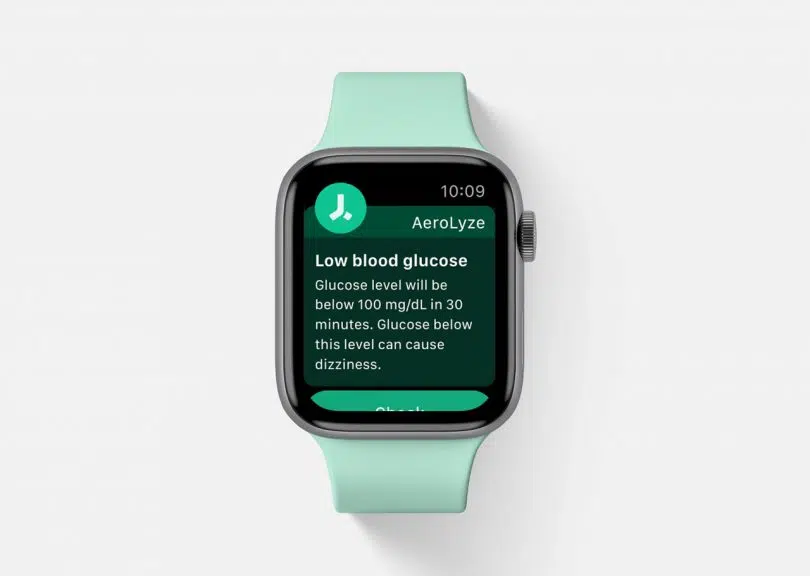 10:09
AeroLyze
Low blood glucose
Glucose level will be
below 100 mg/dL in 30
minutes. Glucose below
this level can cause
dizziness.
Check